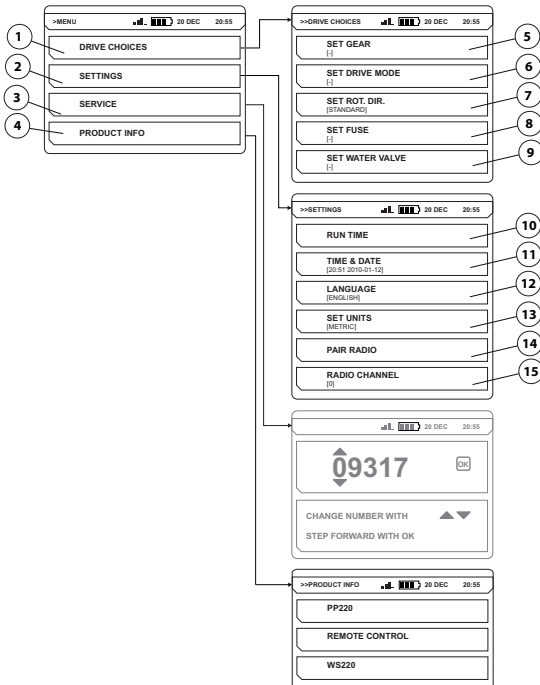 >MENU 20 DEC 20:55
1 DRIVE CHOICES
2 SETTINGS
3 SERVICE
4 PRODUCT INFO
>>DRIVE CHOICES 20 DEC 20:55
SET GEAR 5
[-]
SET DRIVE MODE 6
[-]
SET ROT. DIR. 7
[STANDARD]
SET FUSE 8
[-]
SET WATER VALVE 9
[-]
>>SETTINGS 20 DEC 20:55
RUN TIME 10
TIME & DATE 11
[20:51 2010-01-12]
LANGUAGE 12
[ENGLISH]
SET UNITS 13
[METRIC]
PAIR RADIO 14
RADIO CHANNEL 15
[0]
20 DEC 20:55
09317 OK
CHANGE NUMBER WITH
STEP FORWARD WITH OK
>>PRODUCT INFO 20 DEC 20:55
PP220
REMOTE CONTROL
WS220